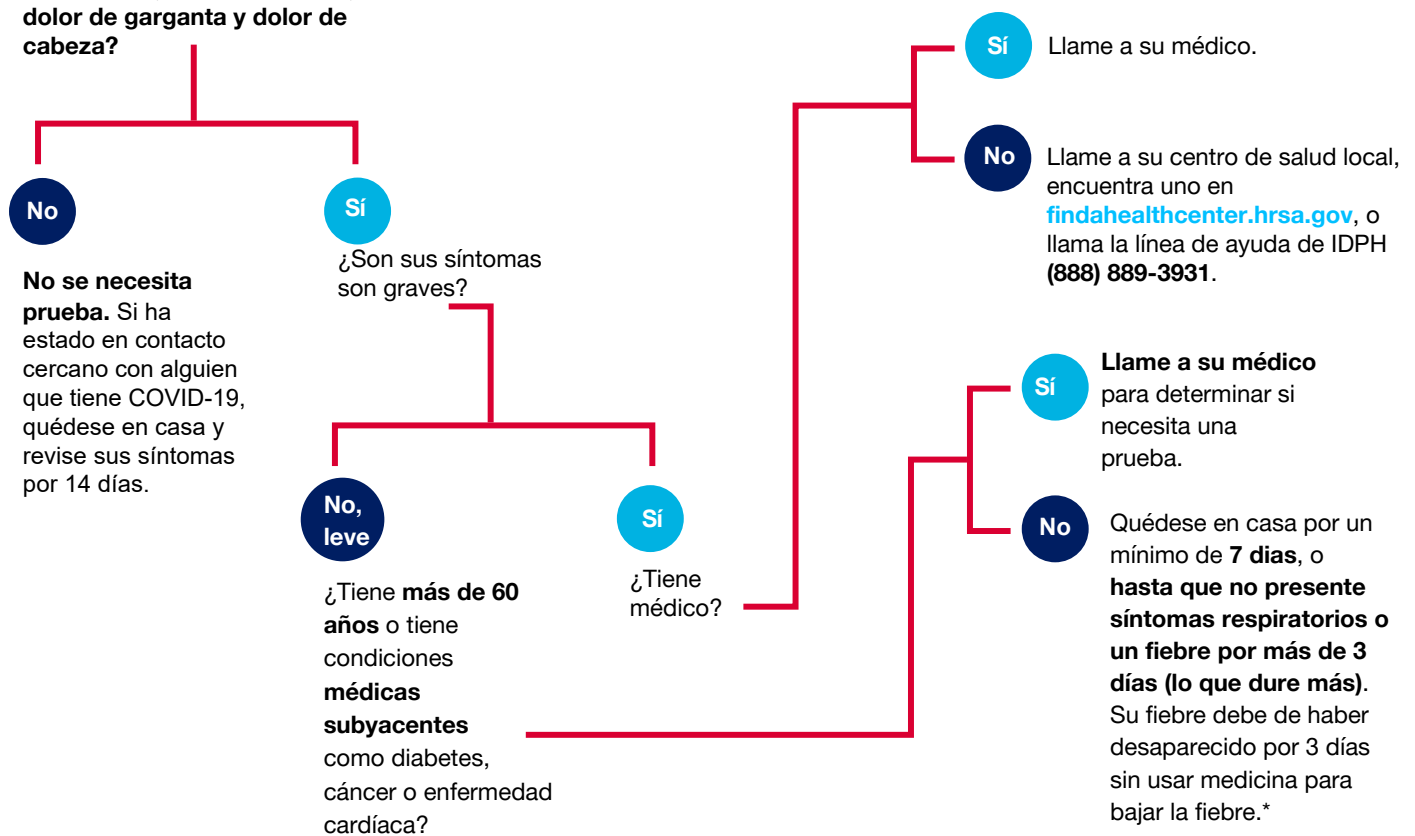 dolor de garganta y dolor de
cabeza?
No
No se necesita
prueba. Si ha
estado en contacto
cercano con alguien
que tiene COVID-19,
quédese en casa y
revise sus síntomas
por 14 días.
Sí
¿Son sus síntomas
son graves?
No,
leve
¿Tiene más de 60
años o tiene
condiciones
médicas
subyacentes
como diabetes,
cáncer o enfermedad
cardíaca?
Sí
¿Tiene
médico?
Sí
Llame a su médico.
No
Llame a su centro de salud local,
encuentra uno en
findahealthcenter.hrsa.gov, o
llama la línea de ayuda de IDPH
(888) 889-3931.
Sí
Llame a su médico
para determinar si
necesita una
prueba.
No
Quédese en casa por un
mínimo de 7 dias, o
hasta que no presente
síntomas respiratorios o
un fiebre por más de 3
días (lo que dure más).
Su fiebre debe de haber
desaparecido por 3 días
sin usar medicina para
bajar la fiebre.*